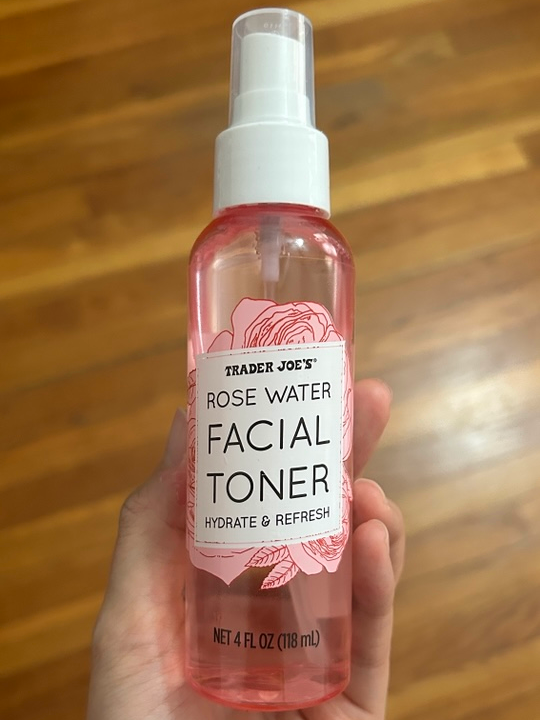 TRADER JOE'S®
ROSE WATER
FACIAL
TONER
HYDRATE & REFRESH
NET 4 FL OZ (118 mL)